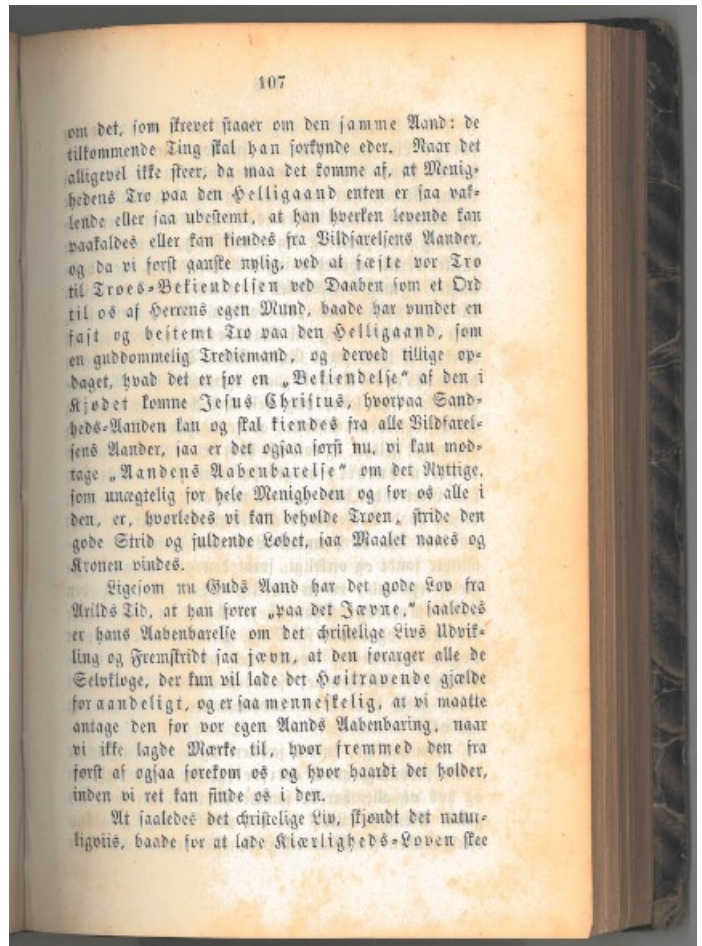 107
om det, som skrevet staaer om den samme Aand: de
tilkommende Ting skal han forkynde eder. Naar det
alligevel ikke skeer, da maa det komme af, at Menig-
hedens Tro paa den Helligaand enten er saa vak-
lende eller saa ubestemt, at han hverken levende kan
paakaldes eller kan kiendes fra Vildfarelsens Aander,
og da vi først ganske nylig, ved at fæste vor Tro
til Troes-Bekiendelsen ved Daaben som et Ord
til os af Herrens egen Mund, baade har vundet en
fast og bestemt Tro paa den Helligaand, som
en guddommelig Trediemand, og derved tillige op-
daget, hvad det er for en „Bekiendelse“ af den i
Kjødet komne Jesus Christus, hvorpaa Sand-
heds-Aanden kan og skal kiendes fra alle Vildfarel-
sens Aander, saa er det ogsaa først nu, vi kan mod-
tage „Aandens Aabenbarelse“ om det Nyttige,
som unægtelig for hele Menigheden og for os alle i
den, er, hvorledes vi kan beholde Troen, stride den
gode Strid og fuldende Løbet, saa Maalet naaes og
Kronen vindes.
Ligesom nu Guds Aand har det gode Lov fra
Arilds Tid, at han fører „paa det Jævne,“ saaledes
er hans Aabenbarelse om det christelige Livs Udvik-
ling og Fremskridt saa jævn, at den forarger alle de
Selvkloge, der kun vil lade det Høitravende gjælde
for aandeligt, og er saa menneskelig, at vi maatte
antage den for vor egen Aands Aabenbaring, naar
vi ikke lagde Mærke til, hvor fremmed den fra
først af ogsaa forekom os og hvor haardt det holder,
inden vi ret kan finde os i den.
At saaledes det christelige Liv, skjøndt det natur-
ligviis, baade for at lade Kiærligheds-Loven skee